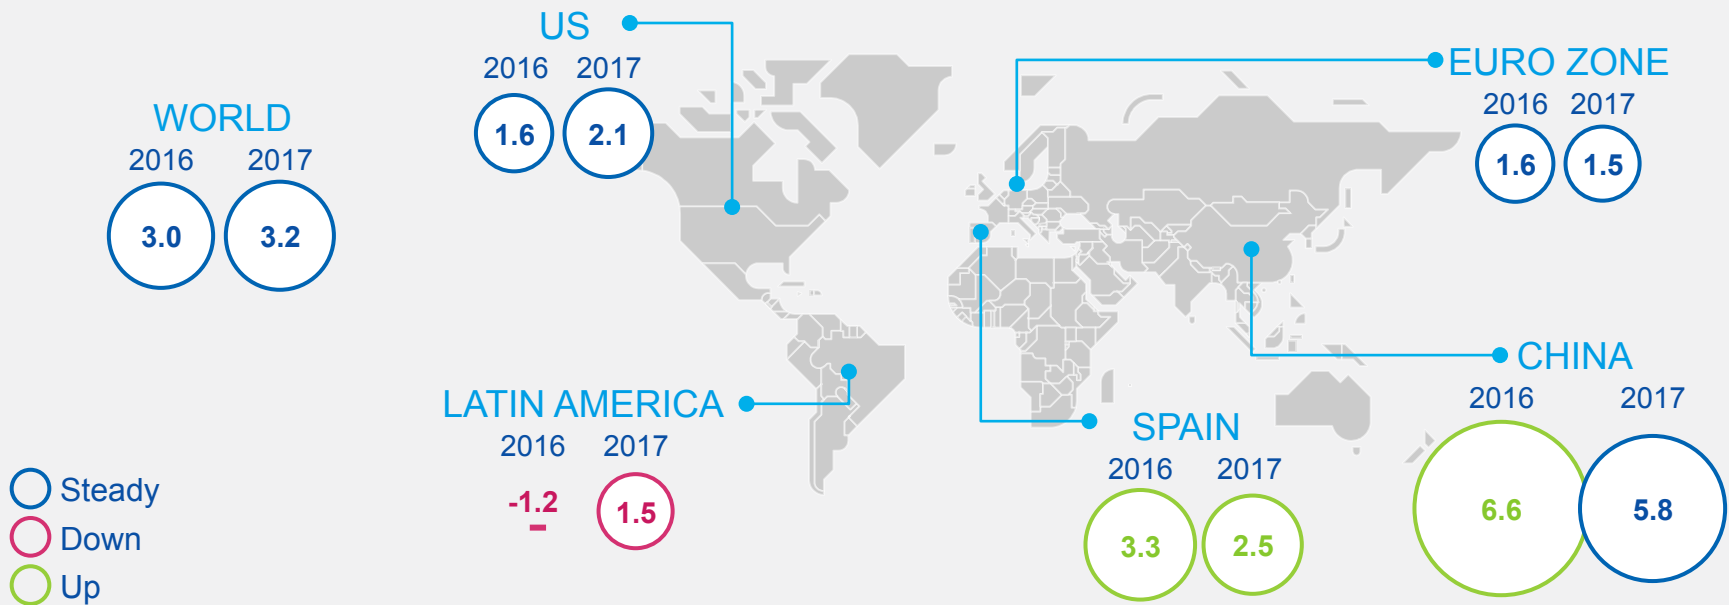 WORLD
2016 2017
3.0 3.2
US
2016 2017
1.6 2.1
EURO ZONE
2016 2017
1.6 1.5
LATIN AMERICA
2016 2017
-1.2 1.5
SPAIN
2016 2017
3.3 2.5
CHINA
2016 2017
6.6 5.8
Steady
Down
Up